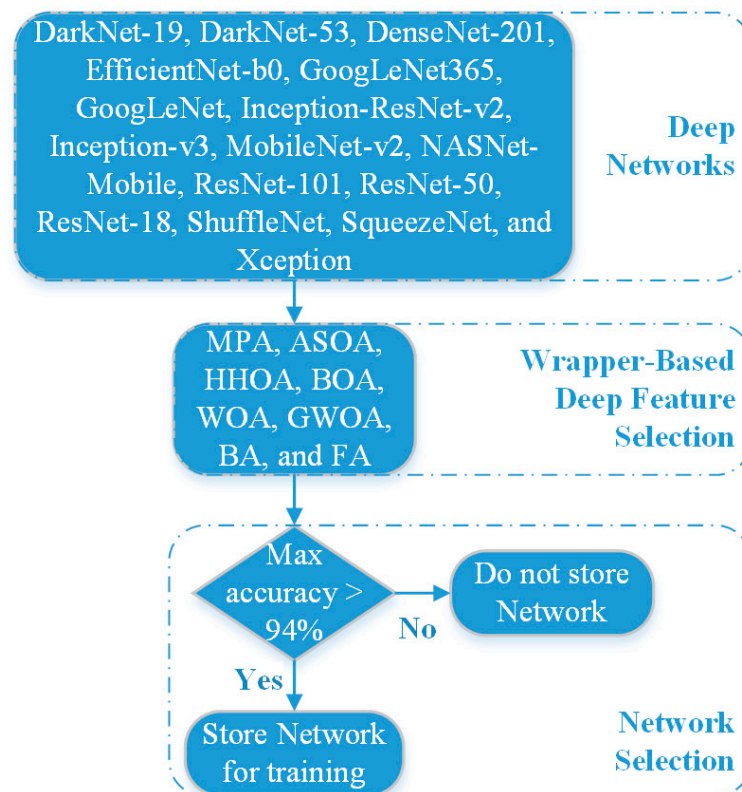 DarkNet-19, DarkNet-53, DenseNet-201,
EfficientNet-b0, GoogLeNet365,
GoogLeNet, Inception-ResNet-v2,
Inception-v3, MobileNet-v2, NASNet-
Mobile, ResNet-101, ResNet-50,
ResNet-18, ShuffleNet, SqueezeNet, and
Xception
Deep
Networks
MPA, ASOA,
HHOA, BOA,
WOA, GWOA,
BA, and FA
Wrapper-Based
Deep Feature
Selection
Max
accuracy >
94%
No
Do not store
Network
Yes
Store Network
for training
Network
Selection